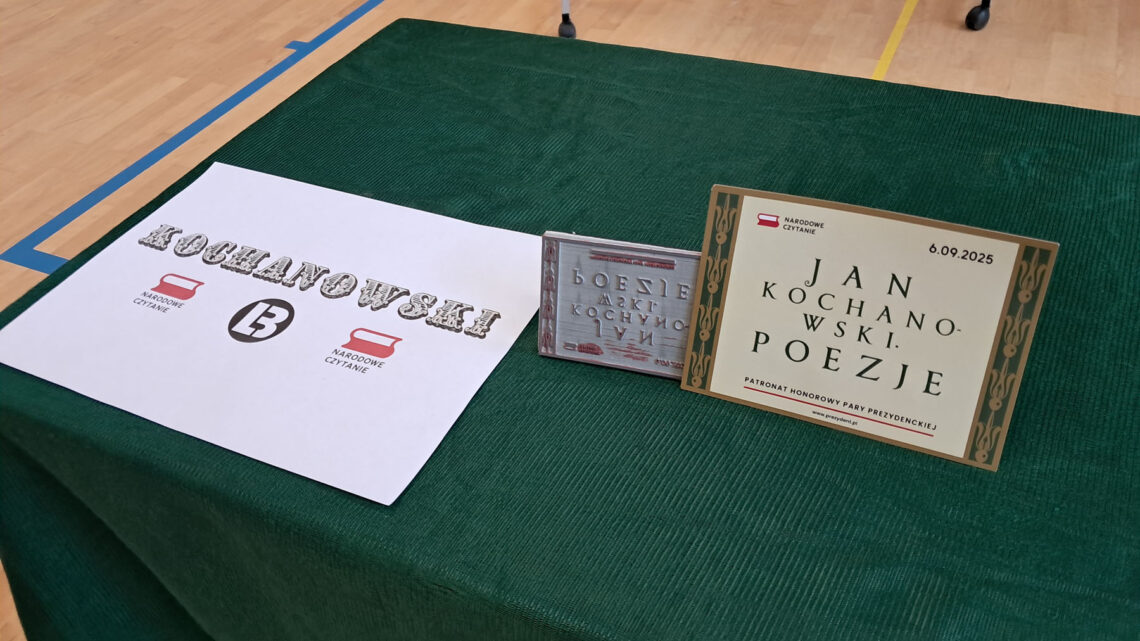 KOCHANOWSKI
NARODOWE
CZYTANIE
LB
NARODOWE
CZYTANIE
POEZJE
WSKI.
KOCHANO-
JAN
NARODOWE
CZYTANIE
6.09.2025
JAN
KOCHANO-
WSKI.
POEZJE
PATRONAT HONOROWY PARY PREZYDENCKIEJ
www.prezydent.pl